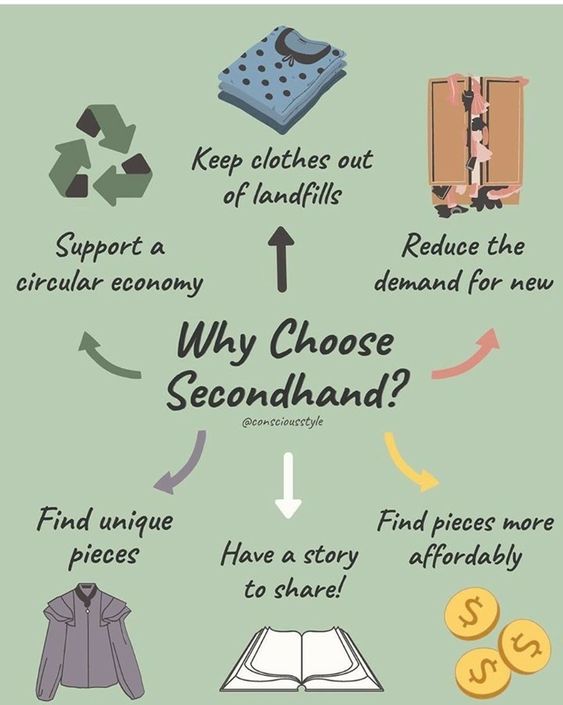 Keep clothes out
of landfills
Support a
circular economy
Reduce the
demand for new
Why Choose
Secondhand?
@consciousstyle
Find unique
pieces
Have a story
to share!
Find pieces more
affordably
$
$
$